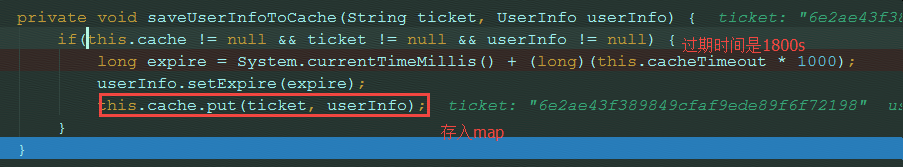 private void saveUserInfoToCache(String ticket, UserInfo userInfo) {  ticket: "6e2ae43f38
if(this.cache != null && ticket != null && userInfo != null) {  过期时间是1800s
long expire = System.currentTimeMillis() + (long)(this.cacheTimeout * 1000);
userInfo.setExpire(expire);
this.cache.put(ticket, userInfo);  ticket: "6e2ae43f389849cfaf9ede89f6f72198"  us
}  存入map
}